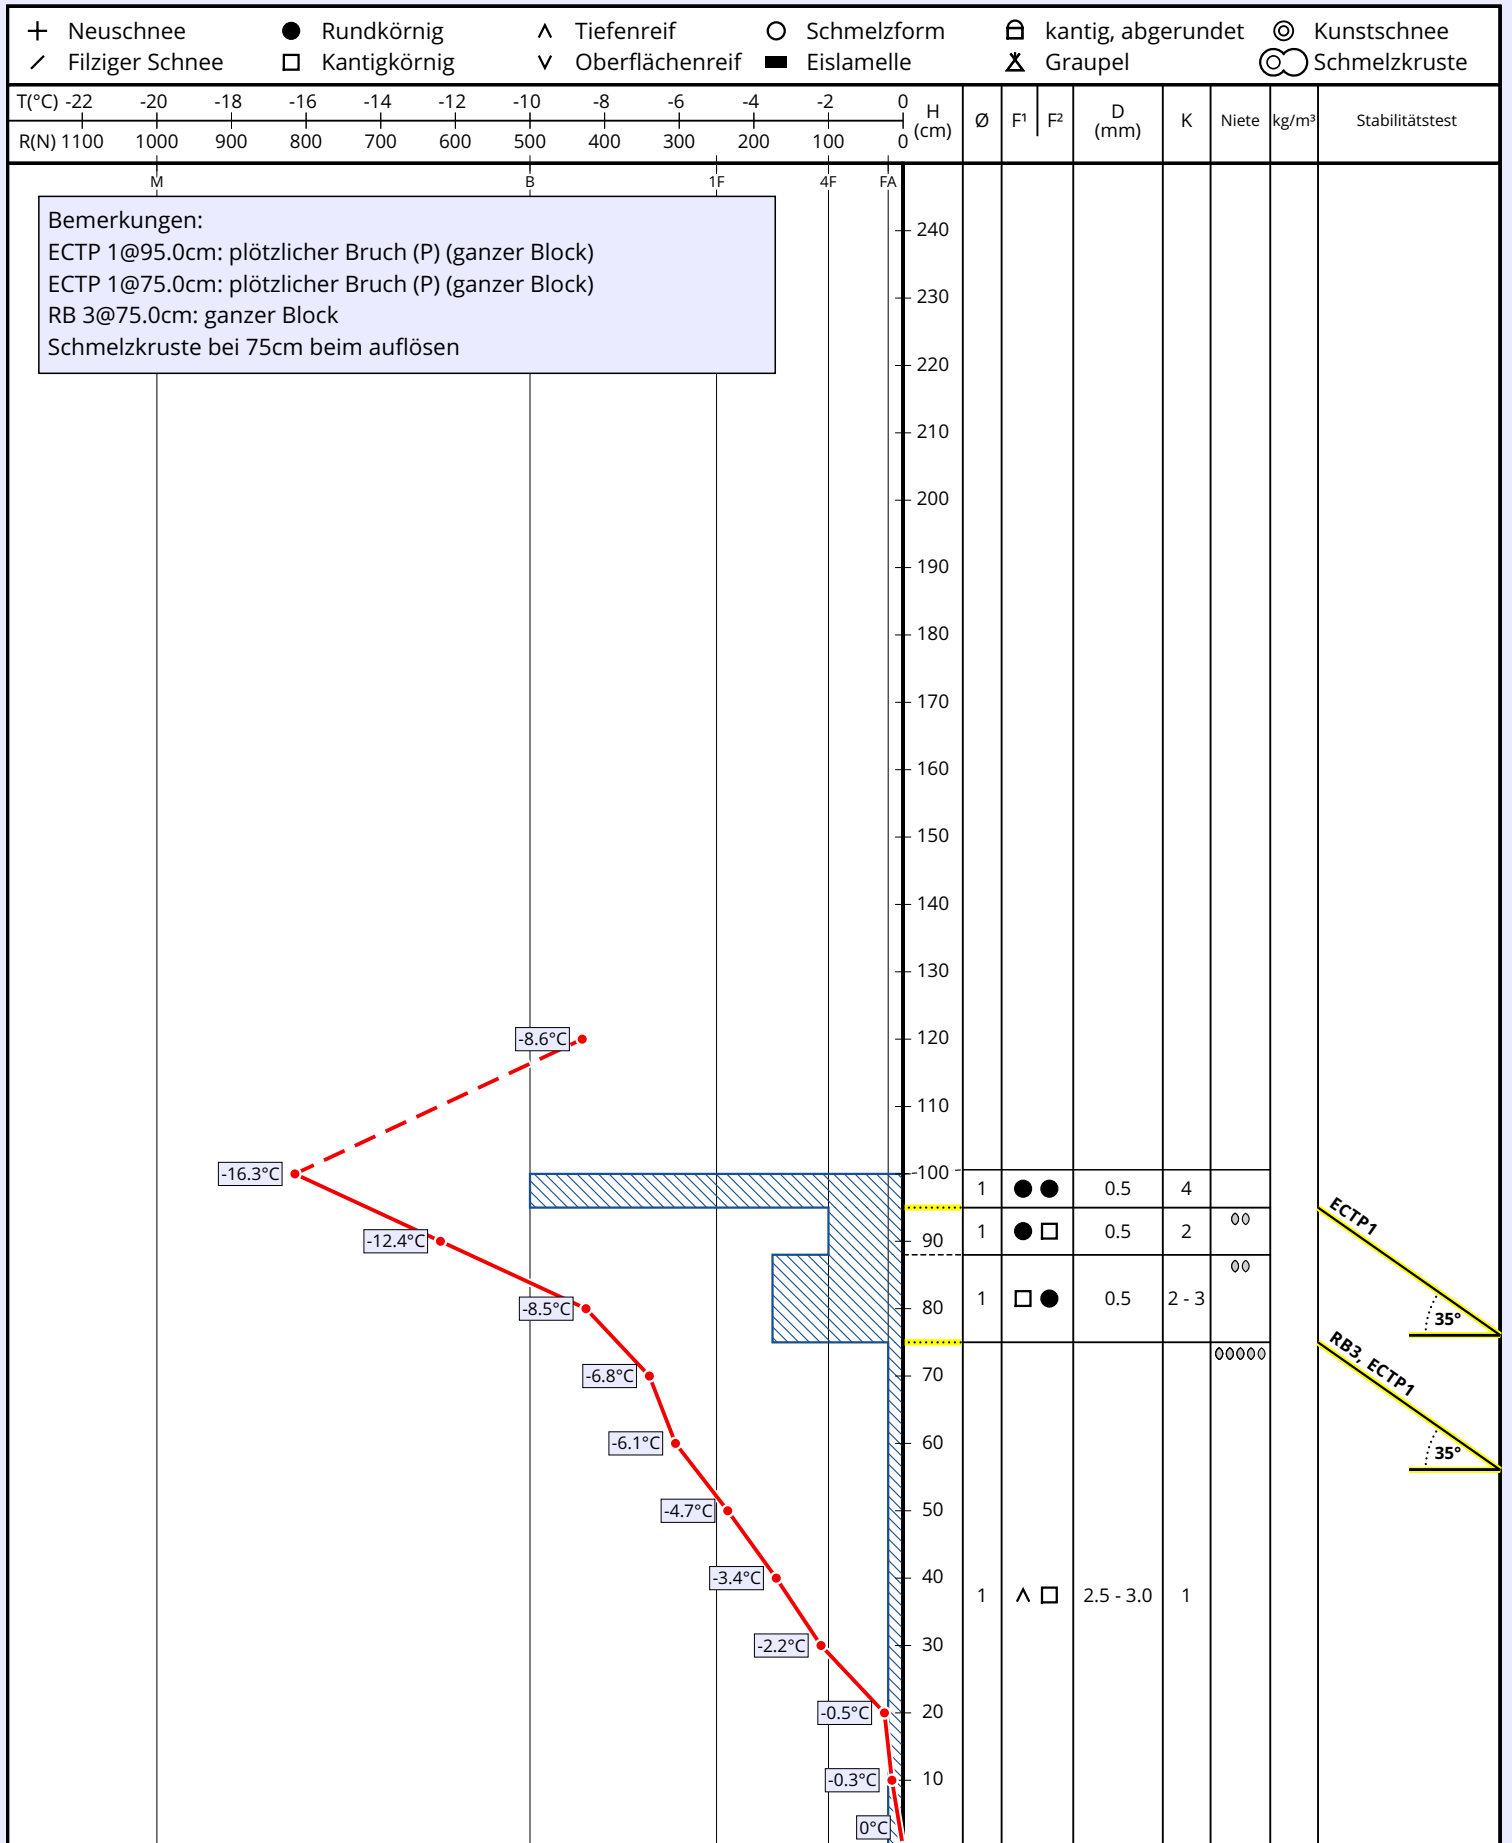 Neuschnee Rundkörnig Tiefenreif Schmelzform kantig, abgerundet Kunstschnee
Filziger Schnee Kantigkörnig Oberflächenreif Eislamelle Graupel Schmelzkruste
T(°C) -22 -20 -18 -16 -14 -12 -10 -8 -6 -4 -2 0
R(N) 1100 1000 900 800 700 600 500 400 300 200 100 0
H (cm) Ø F¹ F² D (mm) K Niete kg/m³ Stabilitätstest
M B 1F 4F FA
Bemerkungen:
ECTP 1@95.0cm: plötzlicher Bruch (P) (ganzer Block)
ECTP 1@75.0cm: plötzlicher Bruch (P) (ganzer Block)
RB 3@75.0cm: ganzer Block
Schmelzkruste bei 75cm beim auflösen
240
230
220
210
200
190
180
170
160
150
140
130
-8.6°C 120
110
-16.3°C 100
1 0.5 4
ECTP1
-12.4°C 90 1 0.5 2
-8.5°C 80 1 0.5 2 - 3
35°
RB3, ECTP1
-6.8°C 70
-6.1°C 60
35°
-4.7°C 50
-3.4°C 40
1 2.5 - 3.0 1
-2.2°C 30
-0.5°C 20
-0.3°C 10
0°C